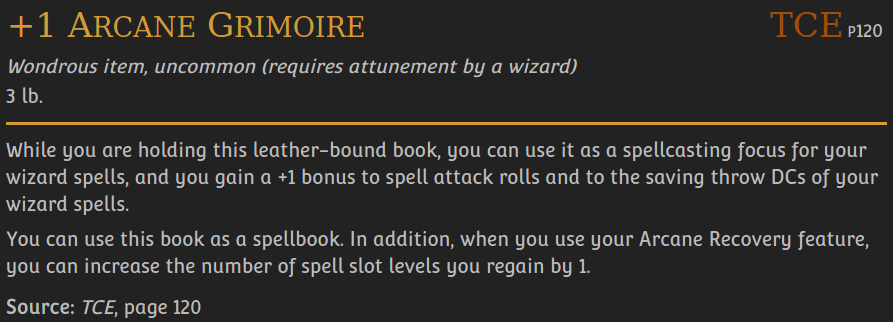 +1 Arcane Grimoire TCE P120
Wondrous item, uncommon (requires attunement by a wizard)
3 lb.
While you are holding this leather-bound book, you can use it as a spellcasting focus for your
wizard spells, and you gain a +1 bonus to spell attack rolls and to the saving throw DCs of your
wizard spells.
You can use this book as a spellbook. In addition, when you use your Arcane Recovery feature,
you can increase the number of spell slot levels you regain by 1.
Source: TCE, page 120